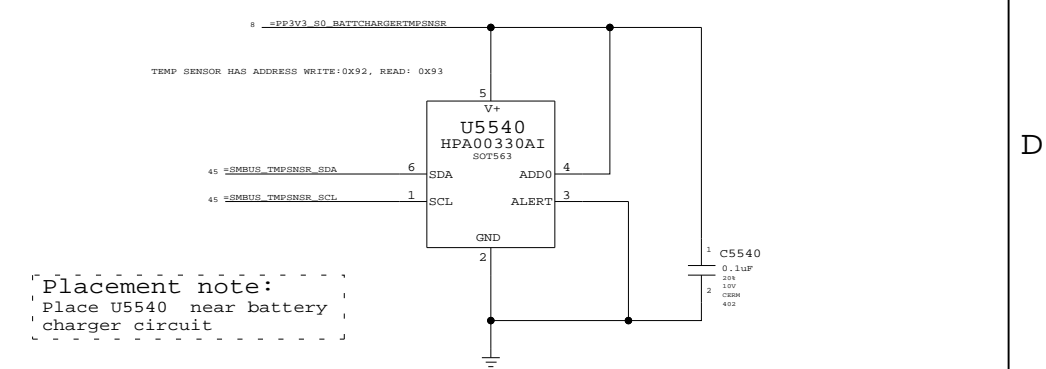 8 =PP3V3_S0_BATTCHARGERTMPSNSR
TEMP SENSOR HAS ADDRESS WRITE:0X92, READ: 0X93
5
V+
U5540
HPA00330AI
SOT563
45 =SMBUS_TMPSNSR_SDA 6 SDA ADD0 4
45 =SMBUS_TMPSNSR_SCL 1 SCL ALERT 3
GND
2
1 C5540
0.1uF
20%
10V
2 CERM
402
Placement note:
Place U5540 near battery
charger circuit
D